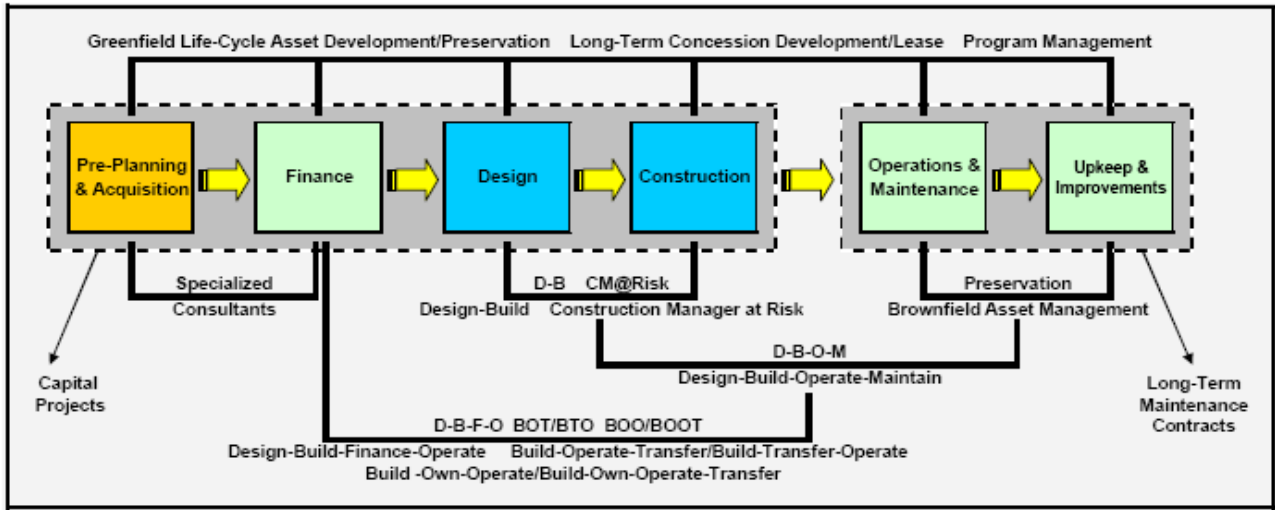 Greenfield Life-Cycle Asset Development/Preservation Long-Term Concession Development/Lease Program Management
Pre-Planning
& Acquisition
Finance
Design
Construction
Operations &
Maintenance
Upkeep &
Improvements
Specialized
Consultants
D-B CM@Risk
Design-Build Construction Manager at Risk
Preservation
Brownfield Asset Management
D-B-O-M
Design-Build-Operate-Maintain
Capital
Projects
Long-Term
Maintenance
Contracts
D-B-F-O BOT/BTO BOO/BOOT
Design-Build-Finance-Operate Build-Operate-Transfer/Build-Transfer-Operate
Build -Own-Operate/Build-Own-Operate-Transfer